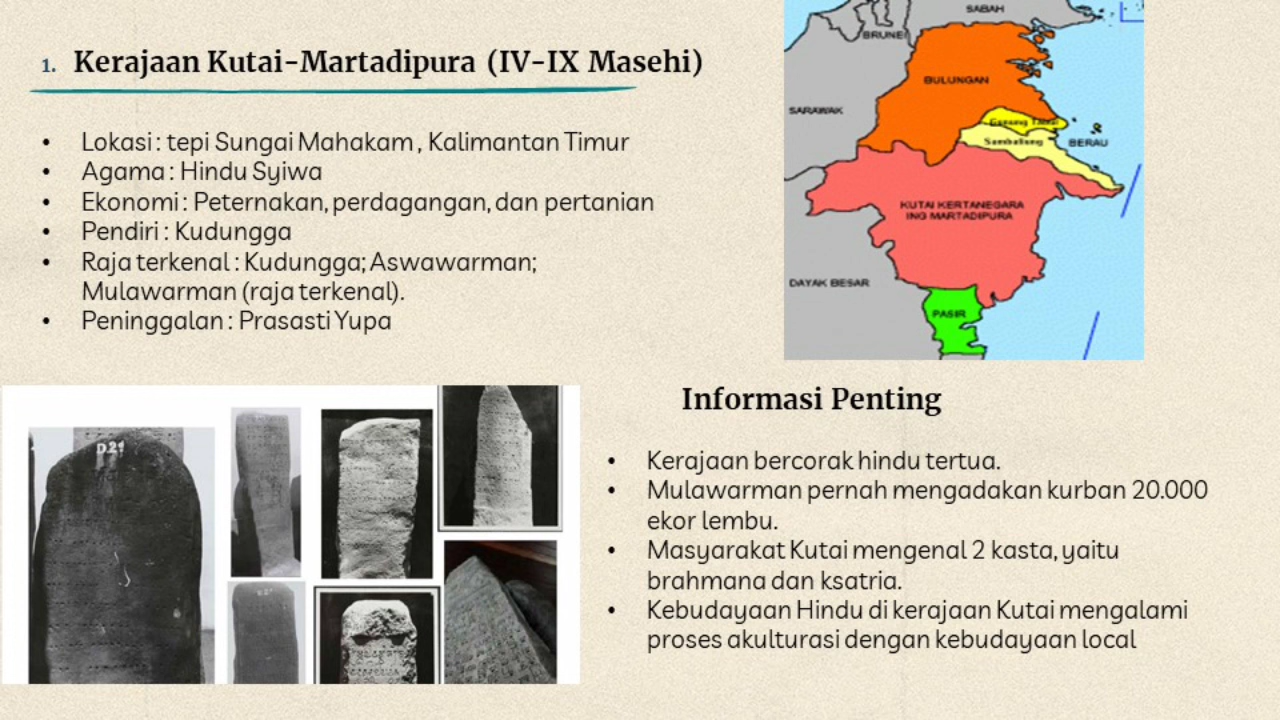 1. Kerajaan Kutai-Martadipura (IV-IX Masehi)
• Lokasi : tepi Sungai Mahakam , Kalimantan Timur
• Agama : Hindu Syiwa
• Ekonomi : Peternakan, perdagangan, dan pertanian
• Pendiri : Kudungga
• Raja terkenal : Kudungga; Aswawarman;
Mulawarman (raja terkenal).
• Peninggalan : Prasasti Yupa
SABAH
BRUNEI
BULUNGAN
SARAWAK
Gunung Tabur
Sambaliung
BERAU
KUTAI KERTANEGARA
ING MARTADIPURA
DAYAK BESAR
PASIR
Informasi Penting
• Kerajaan bercorak hindu tertua.
• Mulawarman pernah mengadakan kurban 20.000
ekor lembu.
• Masyarakat Kutai mengenal 2 kasta, yaitu
brahmana dan ksatria.
• Kebudayaan Hindu di kerajaan Kutai mengalami
proses akulturasi dengan kebudayaan local